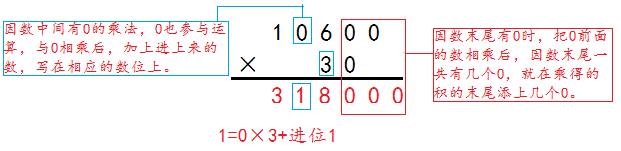 因数中间有0的乘法，0也参与运
算，与0相乘后，加上进上来的
数，写在相应的数位上。
1 0 6 0 0
× 3 0
3 1 8 0 0 0
因数末尾有0时，把0前面
的数相乘后，因数末尾一
共有几个0，就在乘得的
积的末尾添上几个0。
1=0×3+进位1